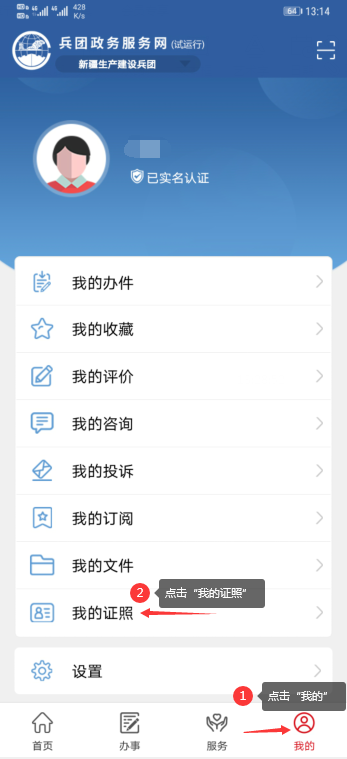 428
K/s
64
13:14
兵团政务服务网 (试运行)
新疆生产建设兵团
已实名认证
我的办件
我的收藏
我的评价
我的咨询
我的投诉
我的订阅
我的文件
2 点击“我的证照”
我的证照
设置
1 点击“我的”
首页 办事 服务 我的